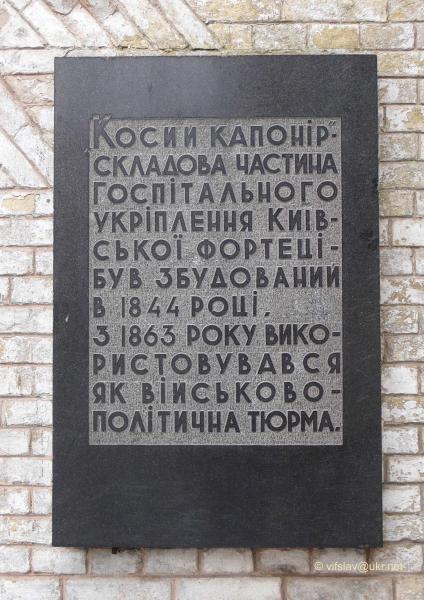 „Косий капонір"-
складова частина
Госпітального
укріплення Київ-
ської фортеці-
був збудований
в 1844 році.
З 1863 року вико-
ристовувався
як військово-
політична тюрма.
© vifslav@ukr.net